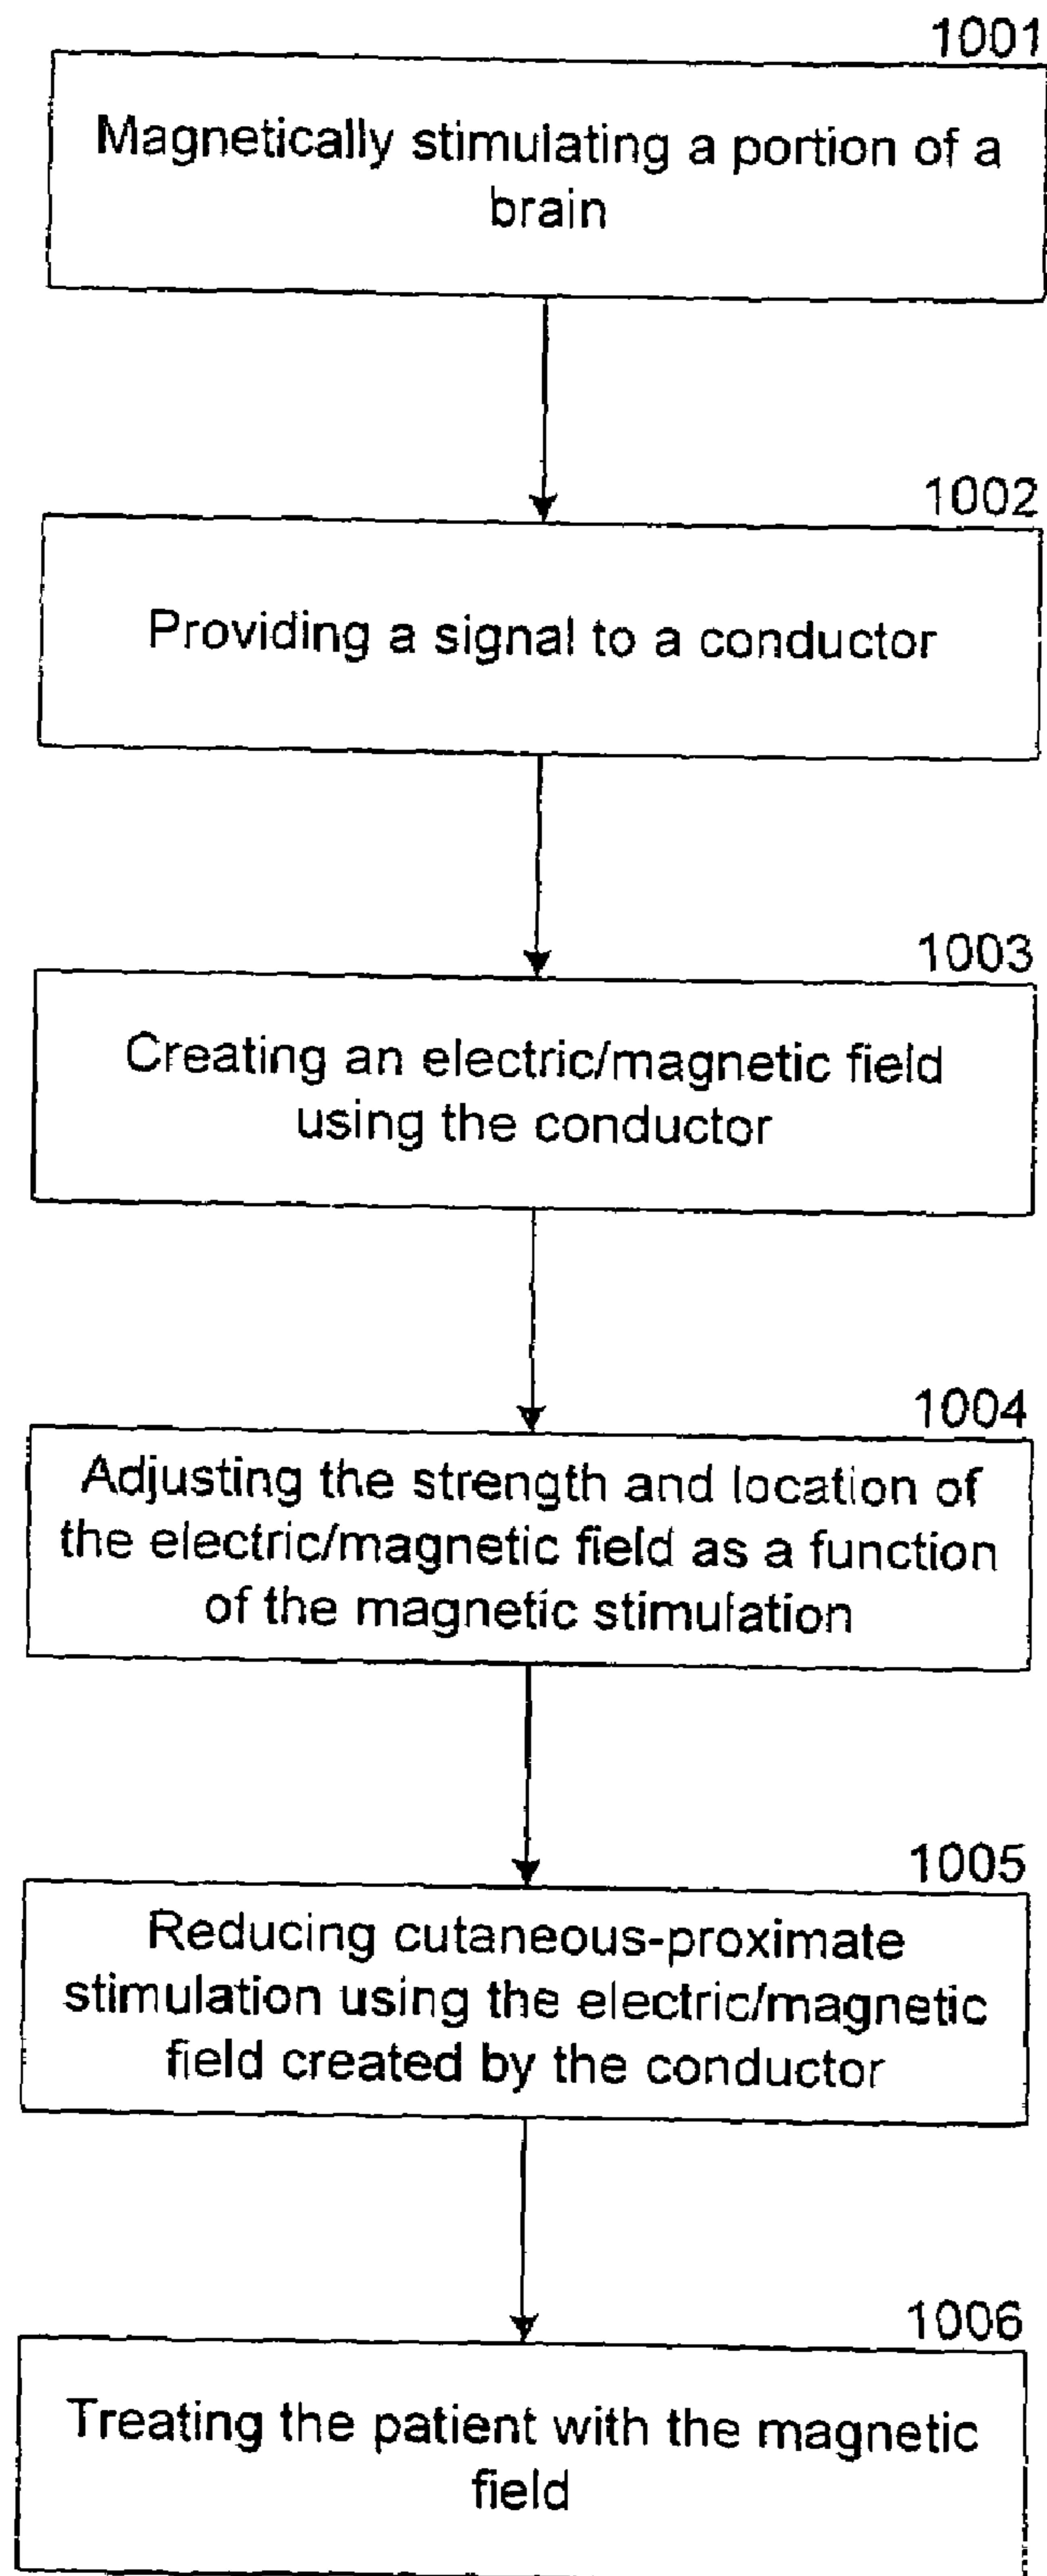 1001
Magnetically stimulating a portion of a
brain
1002
Providing a signal to a conductor
1003
Creating an electric/magnetic field
using the conductor
1004
Adjusting the strength and location of
the electric/magnetic field as a function
of the magnetic stimulation
1005
Reducing cutaneous-proximate
stimulation using the electric/magnetic
field created by the conductor
1006
Treating the patient with the magnetic
field